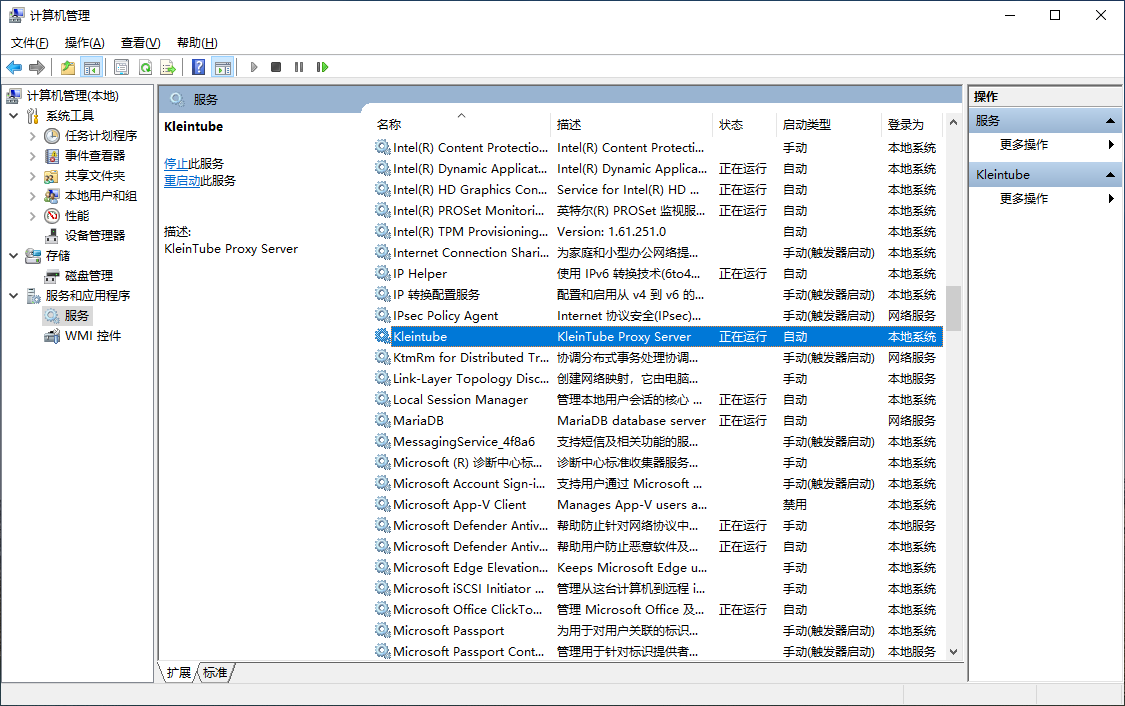 计算机管理
文件(F) 操作(A) 查看(V) 帮助(H)
计算机管理(本地)
系统工具
任务计划程序
事件查看器
共享文件夹
本地用户和组
性能
设备管理器
存储
磁盘管理
服务和应用程序
服务
WMI 控件
服务
Kleintube
停止此服务
重启动此服务
描述:
KleinTube Proxy Server
名称 描述 状态 启动类型 登录为
Intel(R) Content Protectio... Intel(R) Content Protecti... 手动 本地系统
Intel(R) Dynamic Applicat... Intel(R) Dynamic Applica... 正在运行 自动 本地系统
Intel(R) HD Graphics Con... Service for Intel(R) HD ... 正在运行 自动 本地系统
Intel(R) PROSet Monitori... 英特尔(R) PROSet 监视服... 正在运行 自动 本地系统
Intel(R) TPM Provisioning... Version: 1.61.251.0 自动 本地系统
Internet Connection Shari... 为家庭和小型办公网络提... 手动(触发器启动) 本地系统
IP Helper 使用 IPv6 转换技术(6to4... 正在运行 自动 本地系统
IP 转换配置服务 配置和启用从 v4 到 v6 的... 手动(触发器启动) 本地系统
IPsec Policy Agent Internet 协议安全(IPsec)... 手动(触发器启动) 网络服务
Kleintube KleinTube Proxy Server 正在运行 自动 本地系统
KtmRm for Distributed Tr... 协调分布式事务处理协调... 手动(触发器启动) 网络服务
Link-Layer Topology Disc... 创建网络映射，它由电脑... 手动 本地服务
Local Session Manager 管理本地用户会话的核心 ... 正在运行 自动 本地系统
MariaDB MariaDB database server 正在运行 自动 网络服务
MessagingService_4f8a6 支持短信及相关功能的服... 手动(触发器启动) 本地系统
Microsoft (R) 诊断中心标... 诊断中心标准收集器服务... 手动 本地系统
Microsoft Account Sign-i... 支持用户通过 Microsoft ... 手动(触发器启动) 本地系统
Microsoft App-V Client Manages App-V users a... 禁用 本地系统
Microsoft Defender Antiv... 帮助防止针对网络协议中... 正在运行 手动 本地服务
Microsoft Defender Antiv... 帮助用户防止恶意软件及... 正在运行 自动 本地系统
Microsoft Edge Elevation... Keeps Microsoft Edge u... 手动 本地系统
Microsoft iSCSI Initiator ... 管理从这台计算机到远程 i... 手动 本地系统
Microsoft Office ClickTo... 管理 Microsoft Office 及... 正在运行 自动 本地系统
Microsoft Passport 为用于对用户关联的标识... 手动(触发器启动) 本地系统
Microsoft Passport Cont... 管理用于针对标识提供者... 手动(触发器启动) 本地服务
扩展 标准
操作
服务
更多操作
Kleintube
更多操作